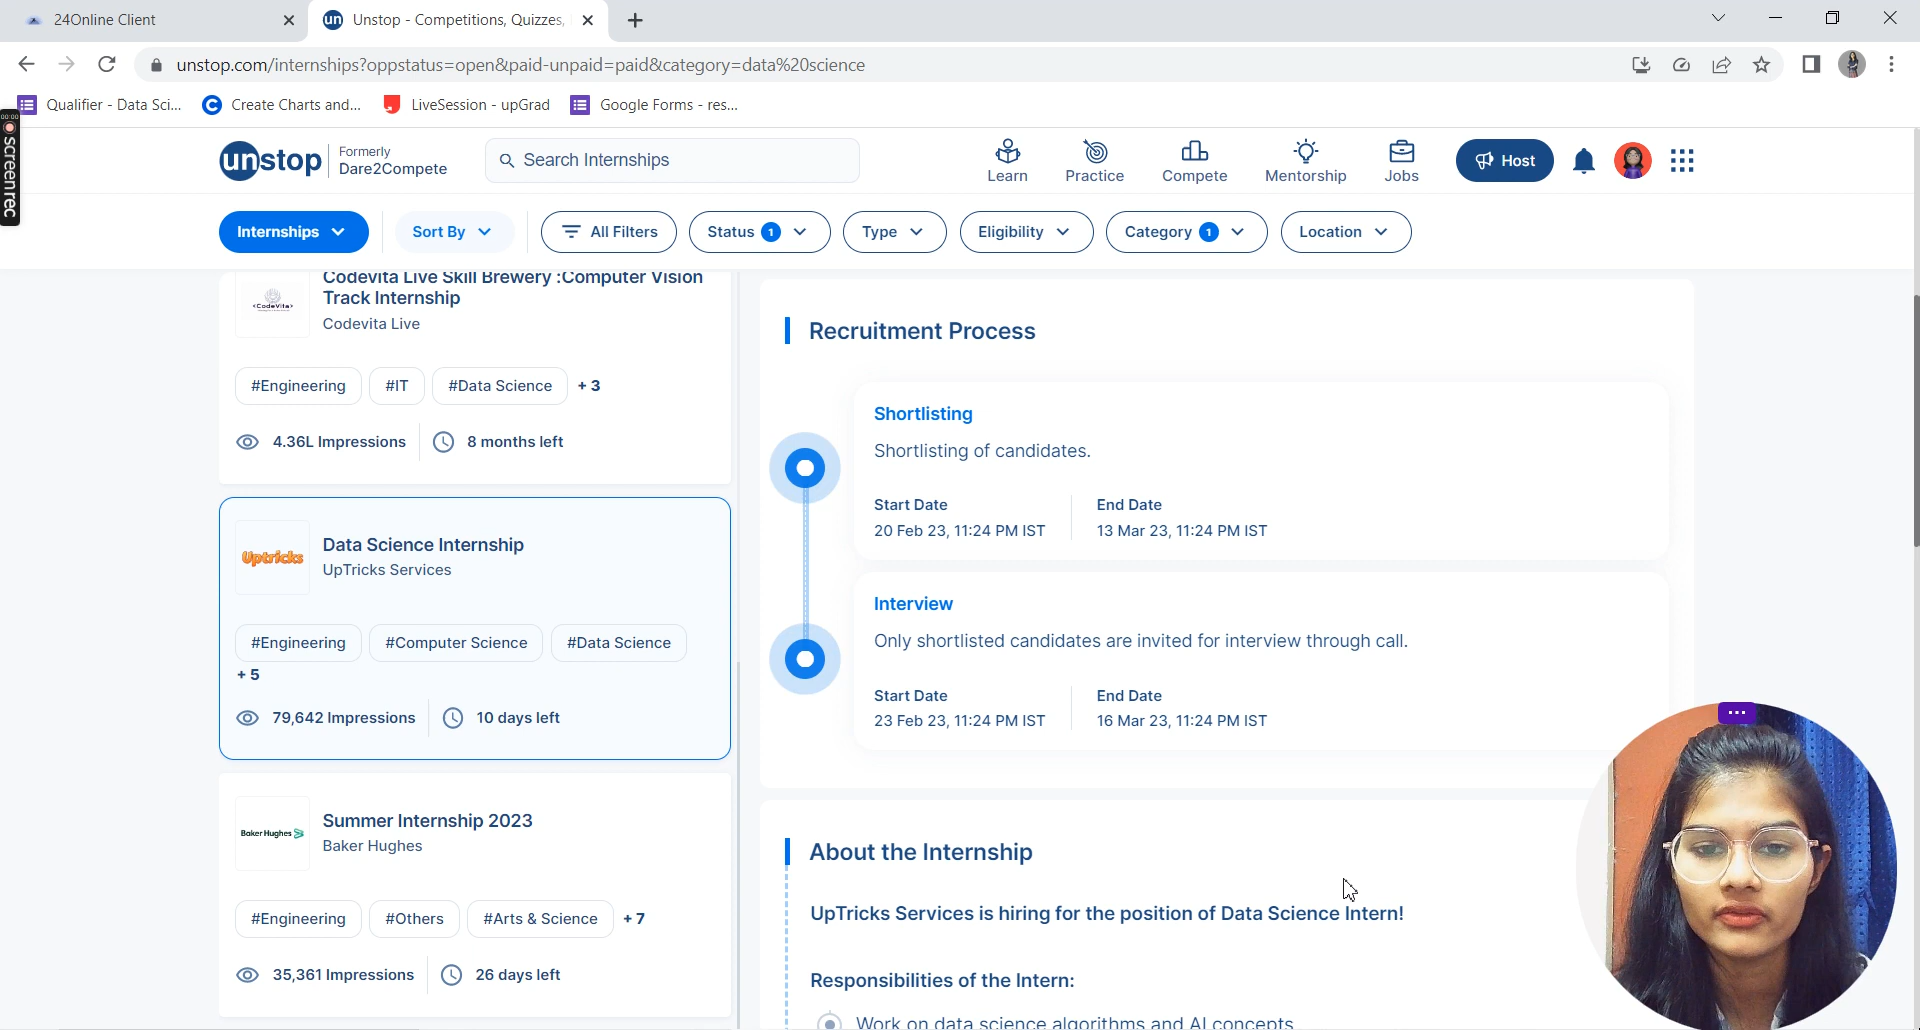 24Online Client
Unstop - Competitions, Quizzes,
unstop.com/internships?oppstatus=open&paid-unpaid=paid&category=data%20science
Qualifier - Data Sci...
Create Charts and...
LiveSession - upGrad
Google Forms - res...
00:00
screenrec
unstop
Formerly
Dare2Compete
Search Internships
Learn
Practice
Compete
Mentorship
Jobs
Host
Internships
Sort By
All Filters
Status 1
Type
Eligibility
Category 1
Location
Codevita Live Skill Brewery :Computer Vision
Track Internship
Codevita Live
<CodeVita>
#Engineering
#IT
#Data Science
+ 3
4.36L Impressions
8 months left
Uptricks
Data Science Internship
UpTricks Services
#Engineering
#Computer Science
#Data Science
+ 5
79,642 Impressions
10 days left
Baker Hughes
Summer Internship 2023
Baker Hughes
#Engineering
#Others
#Arts & Science
+ 7
35,361 Impressions
26 days left
Recruitment Process
Shortlisting
Shortlisting of candidates.
Start Date
20 Feb 23, 11:24 PM IST
End Date
13 Mar 23, 11:24 PM IST
Interview
Only shortlisted candidates are invited for interview through call.
Start Date
23 Feb 23, 11:24 PM IST
End Date
16 Mar 23, 11:24 PM IST
About the Internship
UpTricks Services is hiring for the position of Data Science Intern!
Responsibilities of the Intern:
Work on data science algorithms and AI concepts